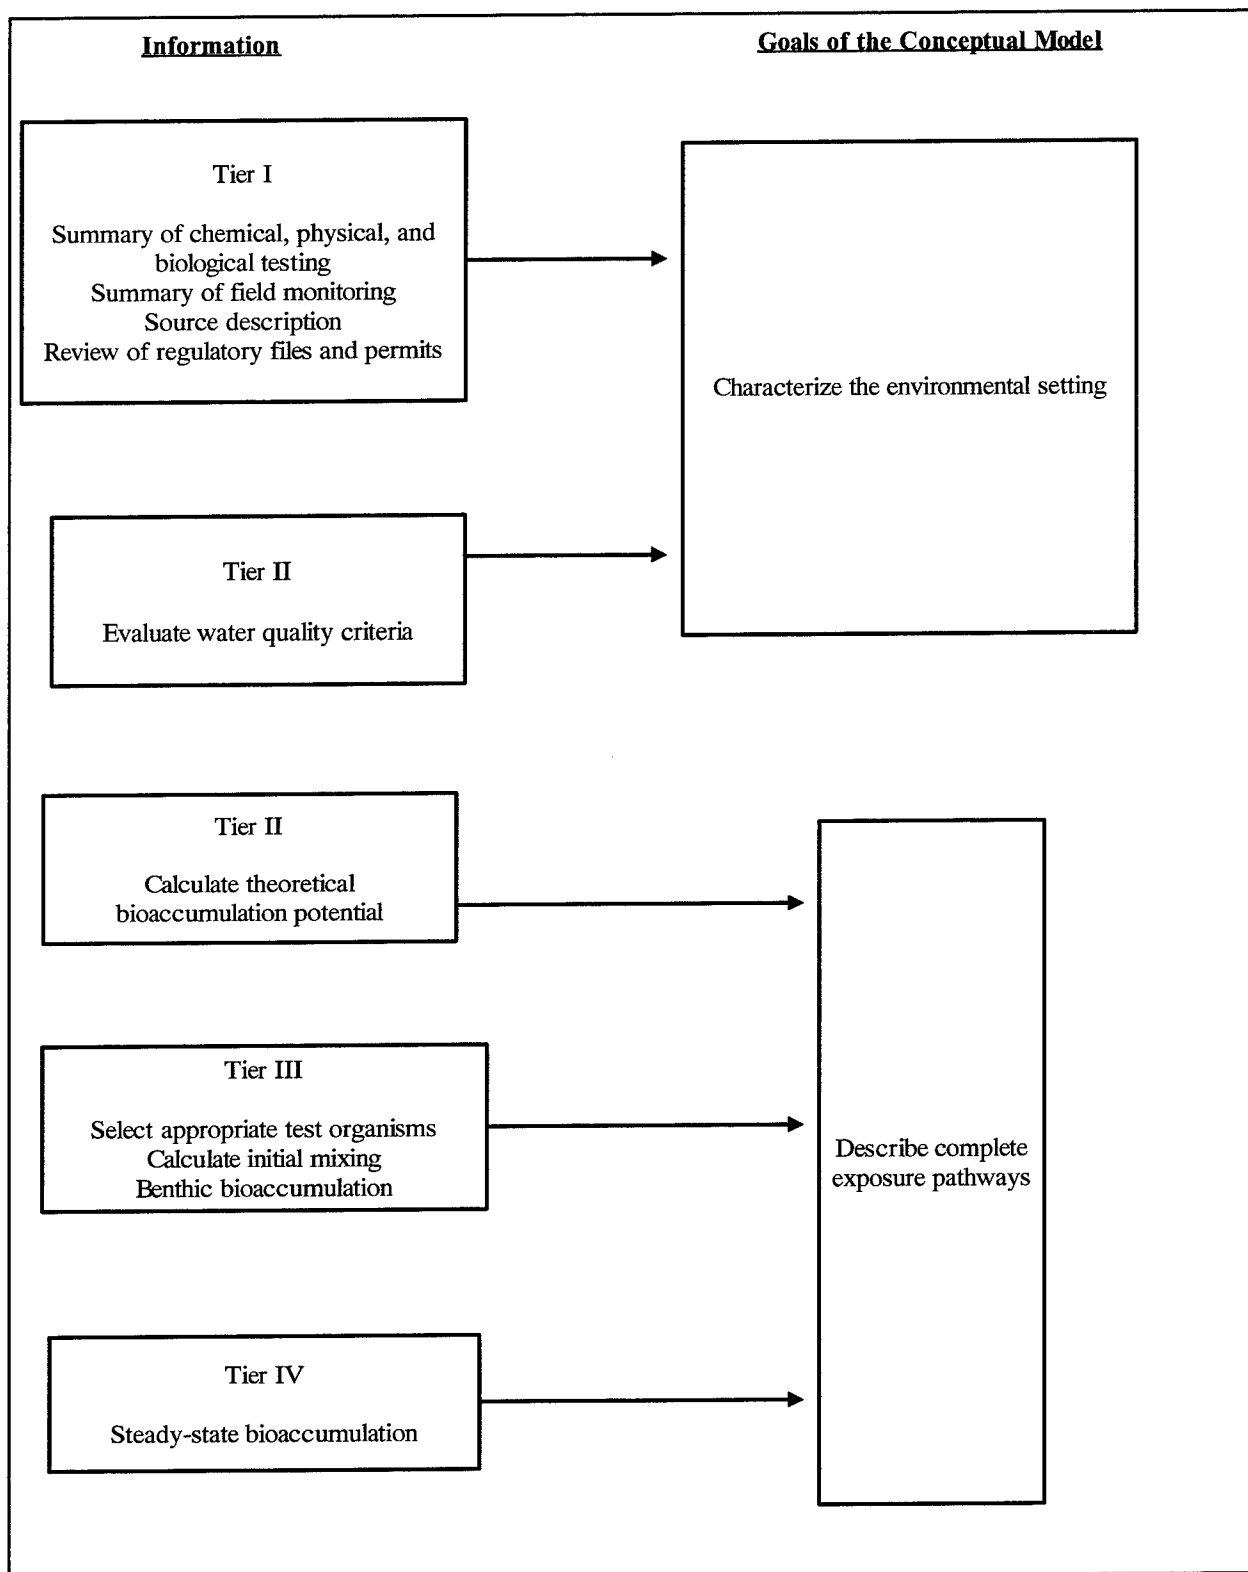 Information
Goals of the Conceptual Model
Tier I
Summary of chemical, physical, and
biological testing
Summary of field monitoring
Source description
Review of regulatory files and permits
Characterize the environmental setting
Tier II
Evaluate water quality criteria
Tier II
Calculate theoretical
bioaccumulation potential
Tier III
Select appropriate test organisms
Calculate initial mixing
Benthic bioaccumulation
Describe complete
exposure pathways
Tier IV
Steady-state bioaccumulation